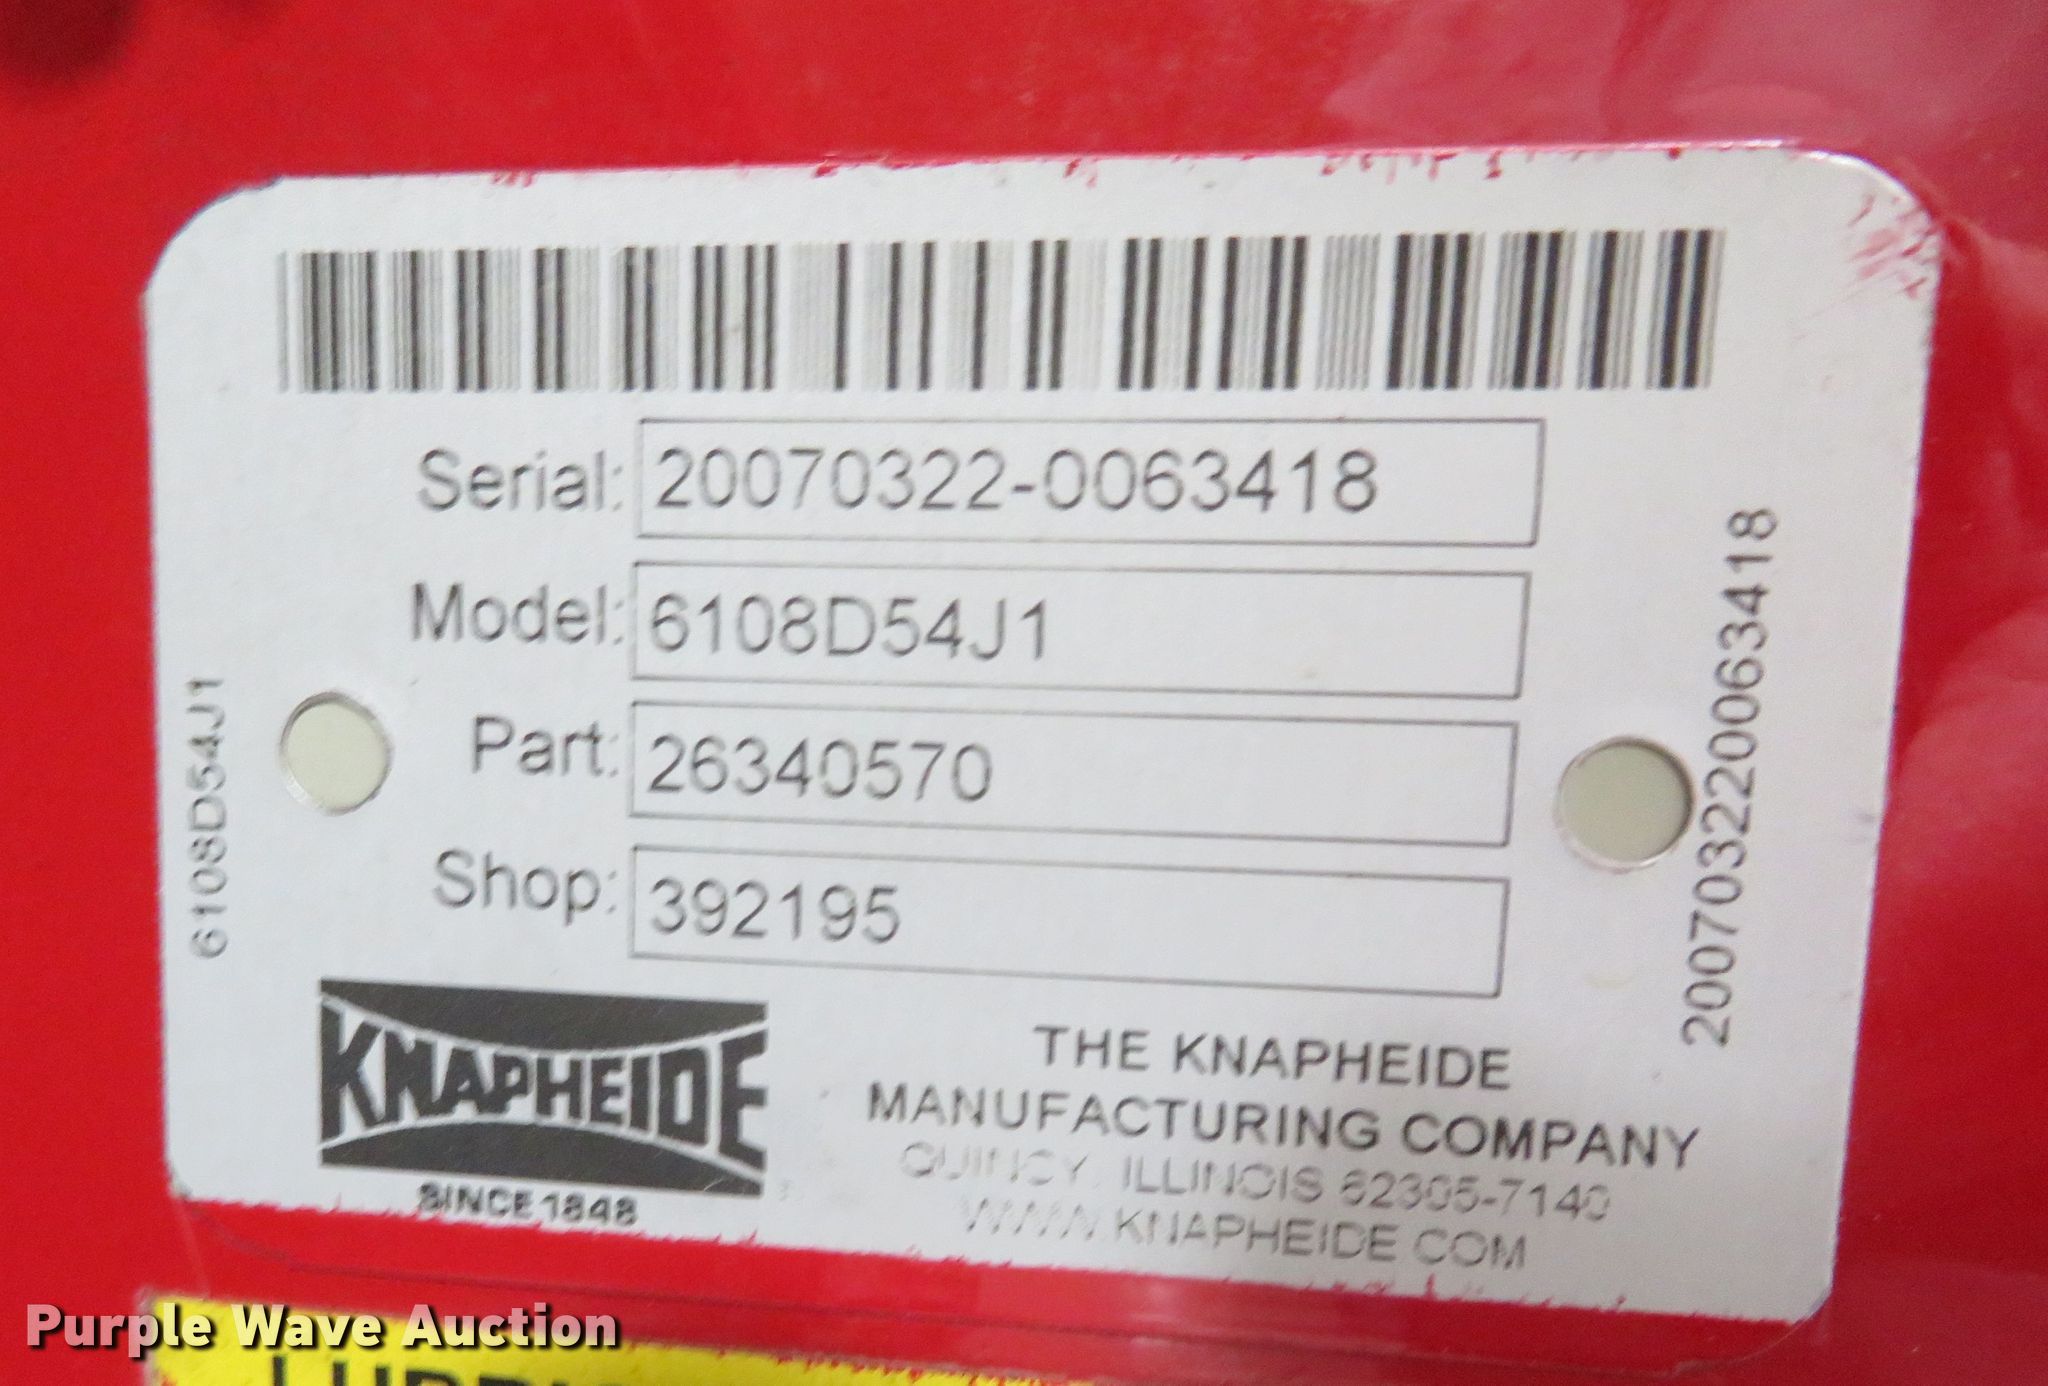 Serial: 20070322-0063418
Model: 6108D54J1
Part: 26340570
Shop: 392195
6108D54J1
200703220063418
KNAPHEIDE
SINCE 1848
THE KNAPHEIDE
MANUFACTURING COMPANY
QUINCY, ILLINOIS 62305-7140
WWW.KNAPHEIDE.COM
Purple Wave Auction